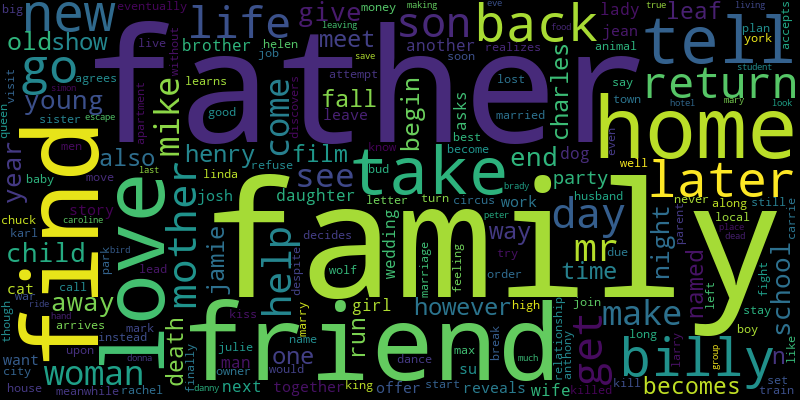 big
eventually
money
making
eve
new
life
give
son
back
lady
leaf
true
living
plan
york
accepts
leaving
father
old
show
live
without
brother
helen
meet
another
realizes
jean
animal
tell
go
agrees
job
soon
save
food
student
visit
simon
learns
attempt
lost
return
hotel
mary
look
queen
young
apartment
mike
discovers
fall
begin
asks
charles
say
town
home
sister
escape
men
good
come
leave
best
married
become
even
find
year
also
henry
refuse
film
know
end
dog
party
well
later
baby
move
love
mother
linda
see
take
bud
brady
husband
never
along
still
chuck
caroline
last
josh
daughter
letter
turn
circus
work
parent
local
place
dead
carrie
karl
story
jamie
help
decides
wedding
family
peter
way
day
night
named
school
child
park
kbird
despite
wolf
marriage
feeling
try
order
mr
due
time
cat
call
lead
girl
however
high
join
make
left
fight
stay
boy
though
war
ride
hand
away
kiss
marry
friend
relationship
anthony
get
long
like
arrives
mark
death
name
run
want
upon
instead
julie
man
one
dance
max
break
much
billy
larry
group
n
city
donna
finally
owner
would
su
reveals
kill
set
house
meanwhile
woman
rachel
danny
next
together
king
offer
start
wife
killed
becomes
train